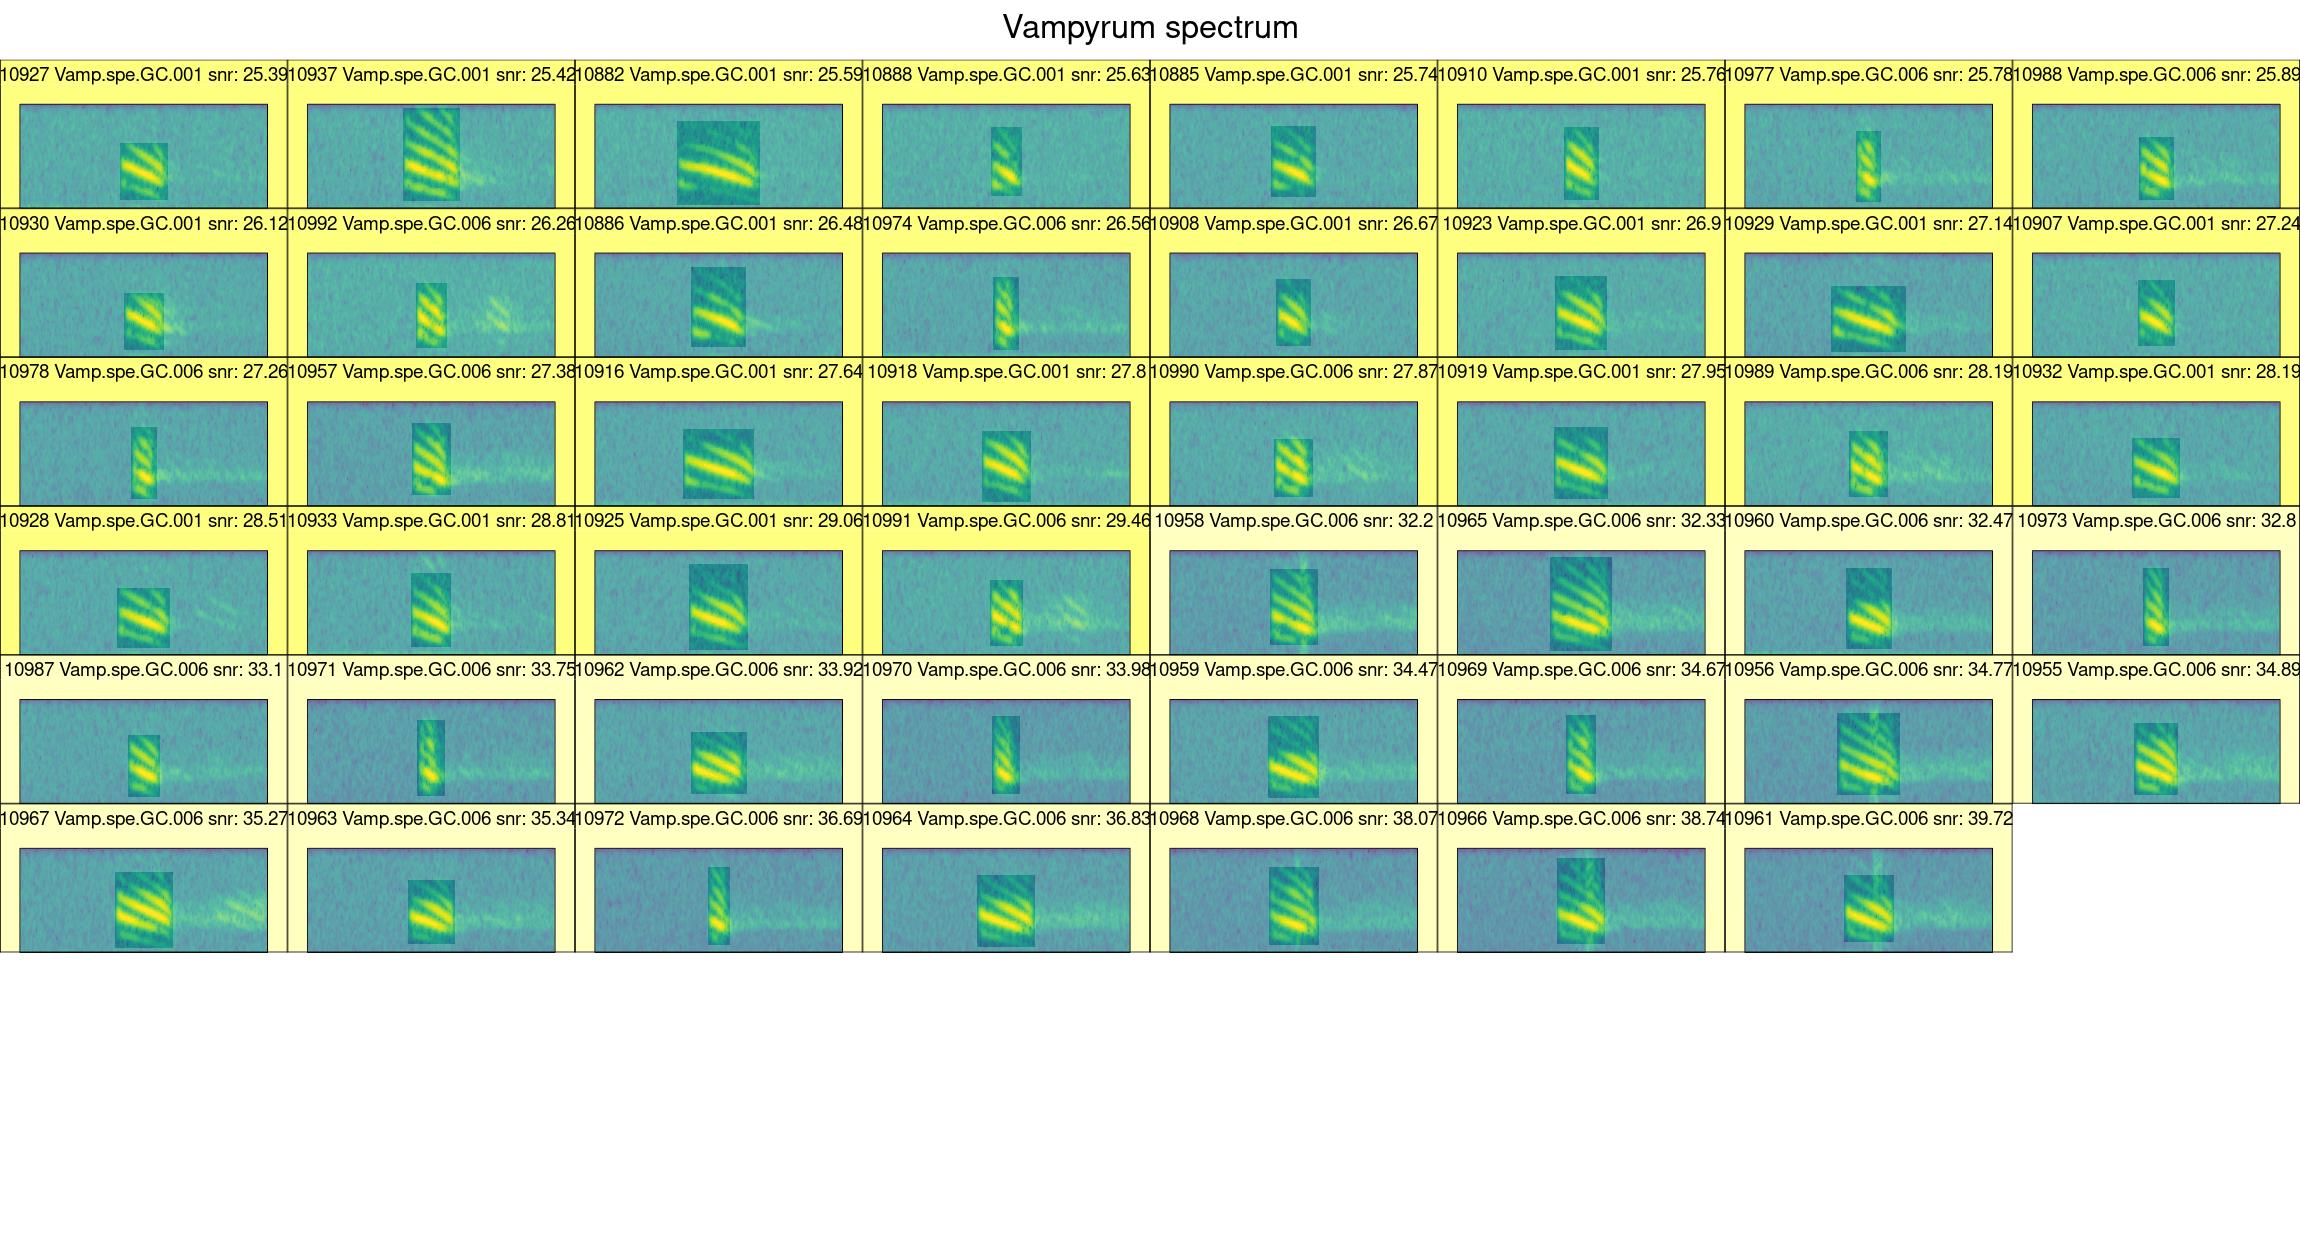 Vampyrum spectrum
10927 Vamp.spe.GC.001 snr: 25.39
10937 Vamp.spe.GC.001 snr: 25.42
10882 Vamp.spe.GC.001 snr: 25.59
10888 Vamp.spe.GC.001 snr: 25.63
10885 Vamp.spe.GC.001 snr: 25.74
10910 Vamp.spe.GC.001 snr: 25.76
10977 Vamp.spe.GC.006 snr: 25.78
10988 Vamp.spe.GC.006 snr: 25.89
10930 Vamp.spe.GC.001 snr: 26.12
10992 Vamp.spe.GC.006 snr: 26.26
10886 Vamp.spe.GC.001 snr: 26.48
10974 Vamp.spe.GC.006 snr: 26.56
10908 Vamp.spe.GC.001 snr: 26.67
10923 Vamp.spe.GC.001 snr: 26.9
10929 Vamp.spe.GC.001 snr: 27.14
10907 Vamp.spe.GC.001 snr: 27.24
10978 Vamp.spe.GC.006 snr: 27.26
10957 Vamp.spe.GC.006 snr: 27.38
10916 Vamp.spe.GC.001 snr: 27.64
10918 Vamp.spe.GC.001 snr: 27.8
10990 Vamp.spe.GC.006 snr: 27.87
10919 Vamp.spe.GC.001 snr: 27.95
10989 Vamp.spe.GC.006 snr: 28.19
10932 Vamp.spe.GC.001 snr: 28.19
10928 Vamp.spe.GC.001 snr: 28.51
10933 Vamp.spe.GC.001 snr: 28.81
10925 Vamp.spe.GC.001 snr: 29.06
10991 Vamp.spe.GC.006 snr: 29.46
10958 Vamp.spe.GC.006 snr: 32.2
10965 Vamp.spe.GC.006 snr: 32.33
10960 Vamp.spe.GC.006 snr: 32.47
10973 Vamp.spe.GC.006 snr: 32.8
10987 Vamp.spe.GC.006 snr: 33.1
10971 Vamp.spe.GC.006 snr: 33.75
10962 Vamp.spe.GC.006 snr: 33.92
10970 Vamp.spe.GC.006 snr: 33.98
10959 Vamp.spe.GC.006 snr: 34.47
10969 Vamp.spe.GC.006 snr: 34.67
10956 Vamp.spe.GC.006 snr: 34.77
10955 Vamp.spe.GC.006 snr: 34.89
10967 Vamp.spe.GC.006 snr: 35.27
10963 Vamp.spe.GC.006 snr: 35.34
10972 Vamp.spe.GC.006 snr: 36.69
10964 Vamp.spe.GC.006 snr: 36.83
10968 Vamp.spe.GC.006 snr: 38.07
10966 Vamp.spe.GC.006 snr: 38.74
10961 Vamp.spe.GC.006 snr: 39.72